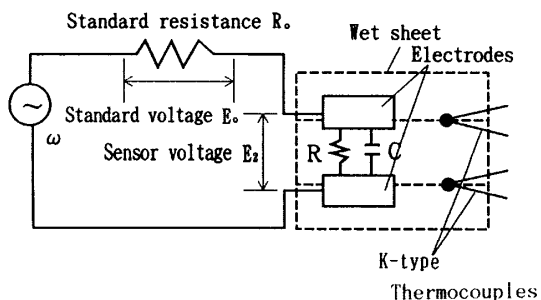 Standard resistance R₀
Wet sheet
Electrodes
Standard voltage E₀
ω
Sensor voltage E₂
R
C
K-type
Thermocouples